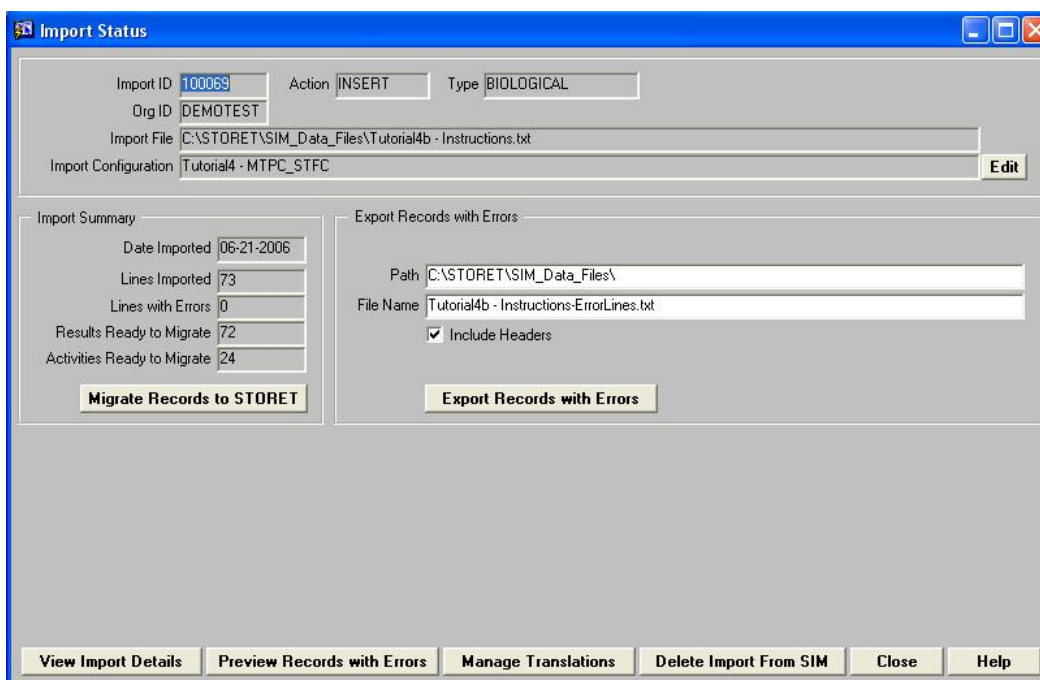 Import Status
Import ID 100069 Action INSERT Type BIOLOGICAL
Org ID DEMOTEST
Import File C:\STORET\SIM_Data_Files\Tutorial4b - Instructions.txt
Import Configuration Tutorial4 - MTPC_STFC Edit
Import Summary
Date Imported 06-21-2006
Lines Imported 73
Lines with Errors 0
Results Ready to Migrate 72
Activities Ready to Migrate 24
Migrate Records to STORET
Export Records with Errors
Path C:\STORET\SIM_Data_Files\
File Name Tutorial4b - Instructions-ErrorLines.txt
Include Headers
Export Records with Errors
View Import Details Preview Records with Errors Manage Translations Delete Import From SIM Close Help